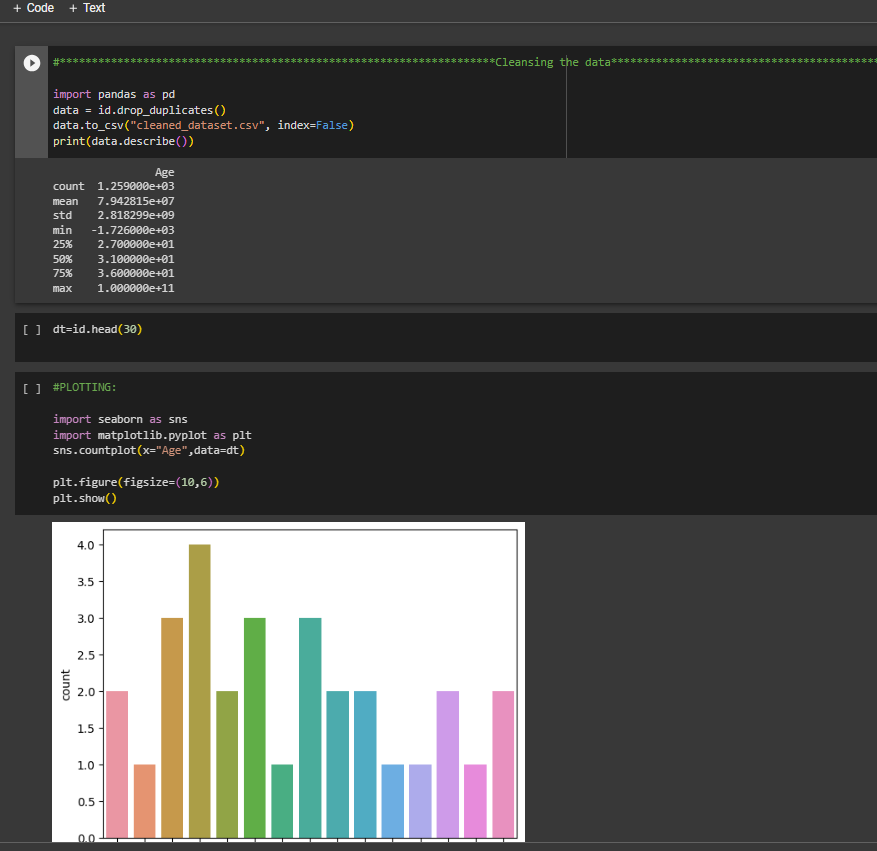 + Code + Text
#********************************************************************Cleansing the data*****************************************
import pandas as pd
data = id.drop_duplicates()
data.to_csv("cleaned_dataset.csv", index=False)
print(data.describe())
Age
count 1.259000e+03
mean 7.942815e+07
std 2.818299e+09
min -1.726000e+03
25% 2.700000e+01
50% 3.100000e+01
75% 3.600000e+01
max 1.000000e+11
[ ] dt=id.head(30)
[ ] #PLOTTING:
import seaborn as sns
import matplotlib.pyplot as plt
sns.countplot(x="Age",data=dt)
plt.figure(figsize=(10,6))
plt.show()
4.0
3.5
3.0
2.5
count
2.0
1.5
1.0
0.5
0.0